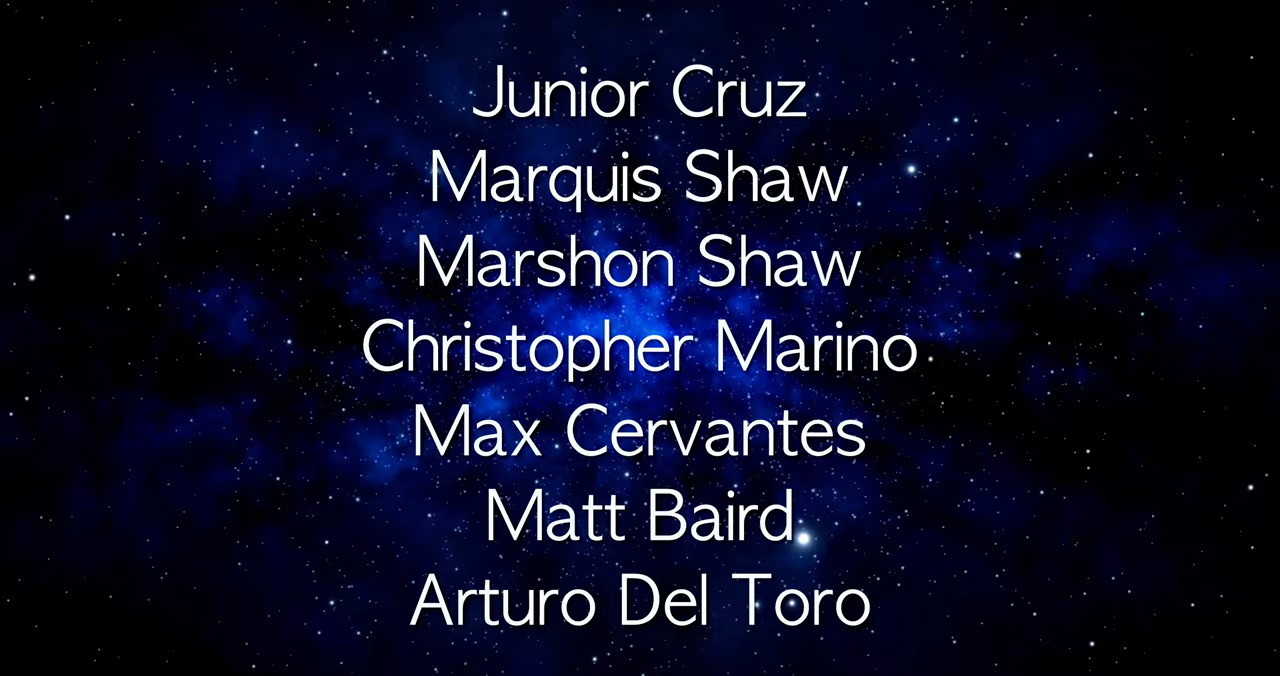 Junior Cruz
Marquis Shaw
Marshon Shaw
Christopher Marino
Max Cervantes
Matt Baird
Arturo Del Toro